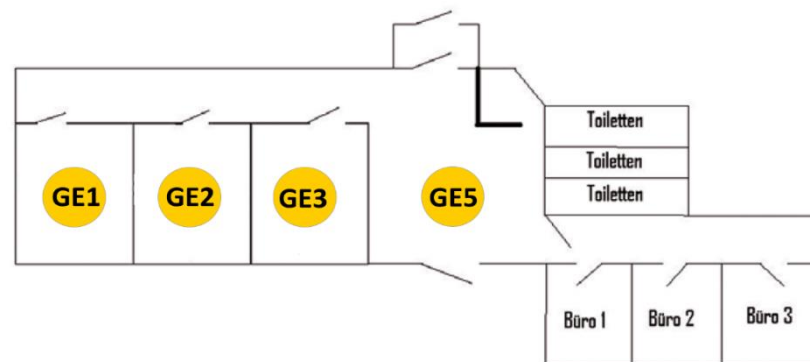 Toiletten
Toiletten
Toiletten
GE1
GE2
GE3
GE5
Büro 1
Büro 2
Büro 3